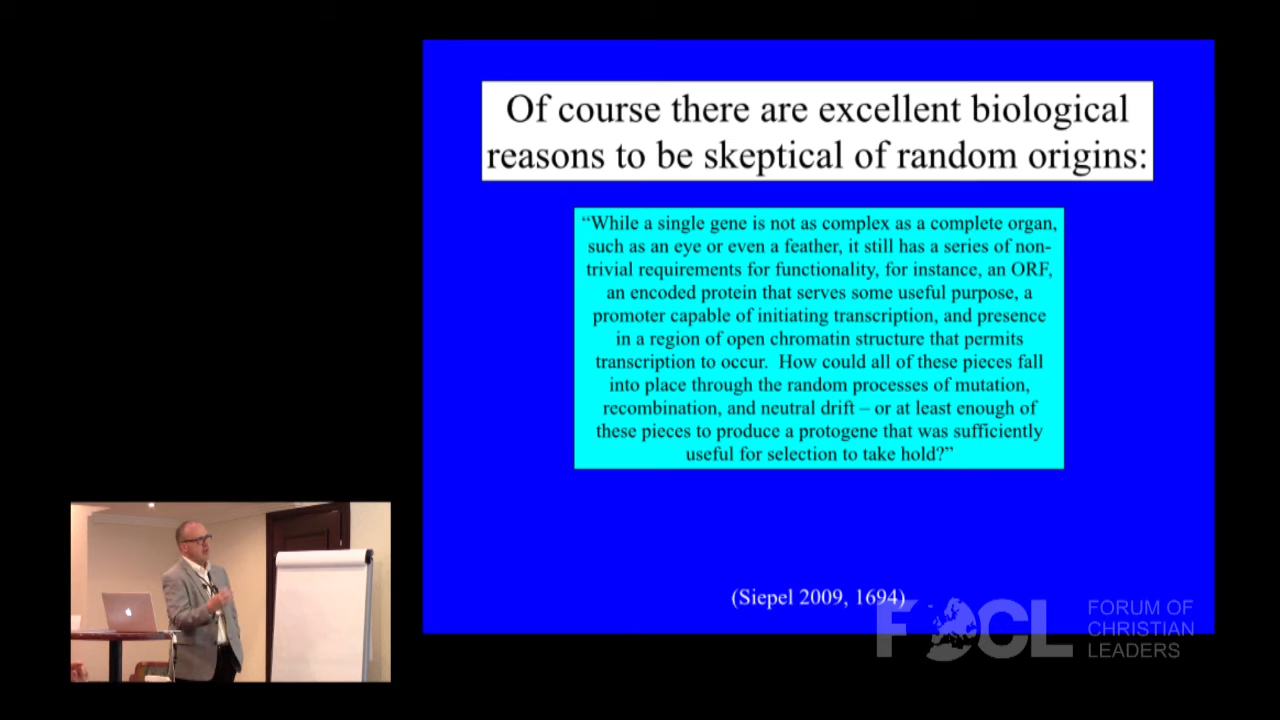 Of course there are excellent biological
reasons to be skeptical of random origins:
“While a single gene is not as complex as a complete organ,
such as an eye or even a feather, it still has a series of non-
trivial requirements for functionality, for instance, an ORF,
an encoded protein that serves some useful purpose, a
promoter capable of initiating transcription, and presence
in a region of open chromatin structure that permits
transcription to occur.  How could all of these pieces fall
into place through the random processes of mutation,
recombination, and neutral drift – or at least enough of
these pieces to produce a protogene that was sufficiently
useful for selection to take hold?”
(Siepel 2009, 1694)
FOCL
FORUM OF
CHRISTIAN
LEADERS